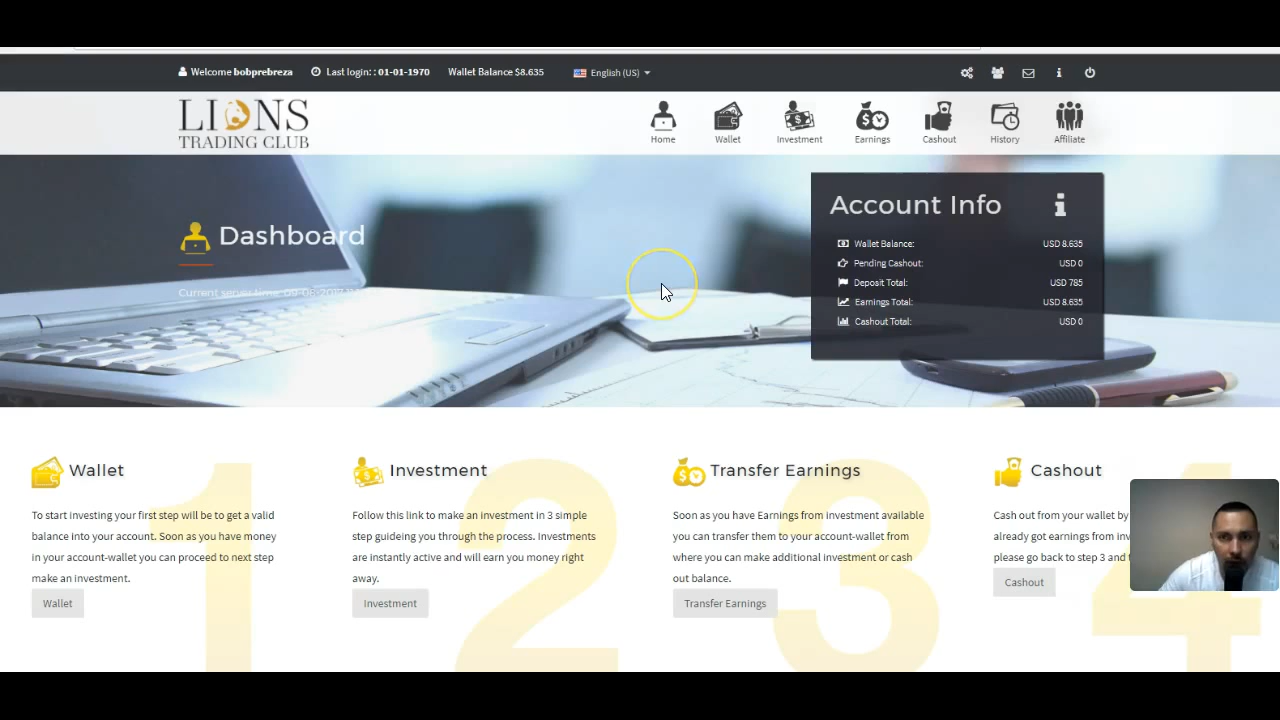 Welcome bobprebreza Last login: : 01-01-1970 Wallet Balance $8.635 English (US)
LIONS
TRADING CLUB
Home Wallet Investment Earnings Cashout History Affiliate
Dashboard
Current server time:
Account Info
Wallet Balance: USD 8.635
Pending Cashout: USD 0
Deposit Total: USD 785
Earnings Total: USD 8.635
Cashout Total: USD 0
1
Wallet
To start investing your first step will be to get a valid
balance into your account. Soon as you have money
in your account-wallet you can proceed to next step
make an investment.
Wallet
2
Investment
Follow this link to make an investment in 3 simple
step guideing you through the process. Investments
are instantly active and will earn you money right
away.
Investment
3
Transfer Earnings
Soon as you have Earnings from investment available
you can transfer them to your account-wallet from
where you can make additional investment or cash
out balance.
Transfer Earnings
4
Cashout
Cash out from your wallet by
already got earnings from
please go back to step 3 and
Cashout